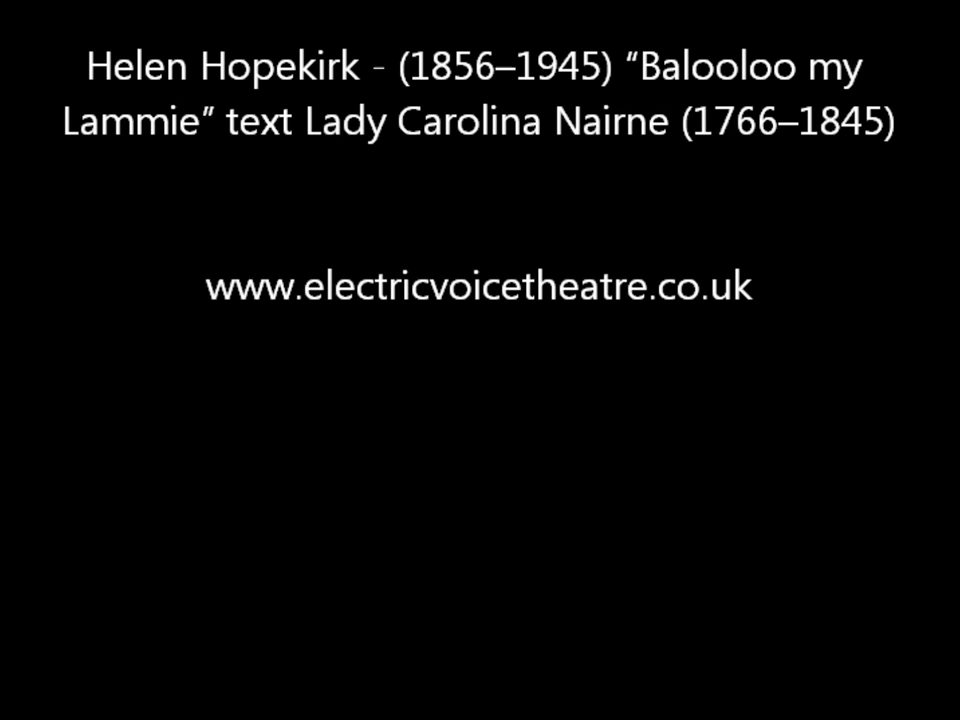 Helen Hopekirk - (1856–1945) “Balooloo my
Lammie” text Lady Carolina Nairne (1766–1845)
www.electricvoicetheatre.co.uk